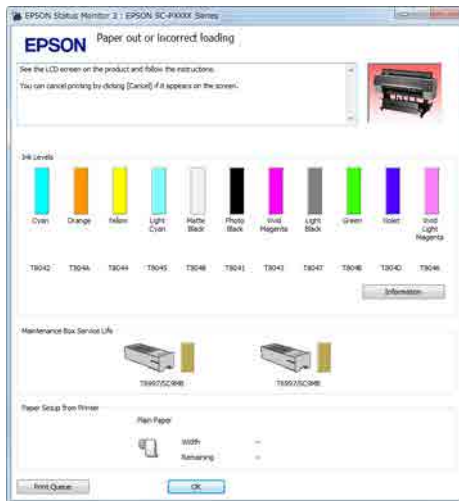 EPSON Status Monitor 3 : EPSON SC-PXXXX Series
EPSON
Paper out or incorrect loading
See the LCD screen on the product and follow the instructions.
You can cancel printing by clicking [Cancel] if it appears on the screen.
Ink Levels
Cyan Orange Yellow Light Cyan Matte Black Photo Black Vivid Magenta Light Black Green Violet Vivid Light Magenta
T8042 T804A T8044 T8045 T8048 T8041 T8043 T8047 T804B T804D T8046
Information
Maintenance Box Service Life
T6997/SC9MB T6997/SC9MB
Paper Setup from Printer
Plain Paper
Width --
Remaining --
Print Queue OK